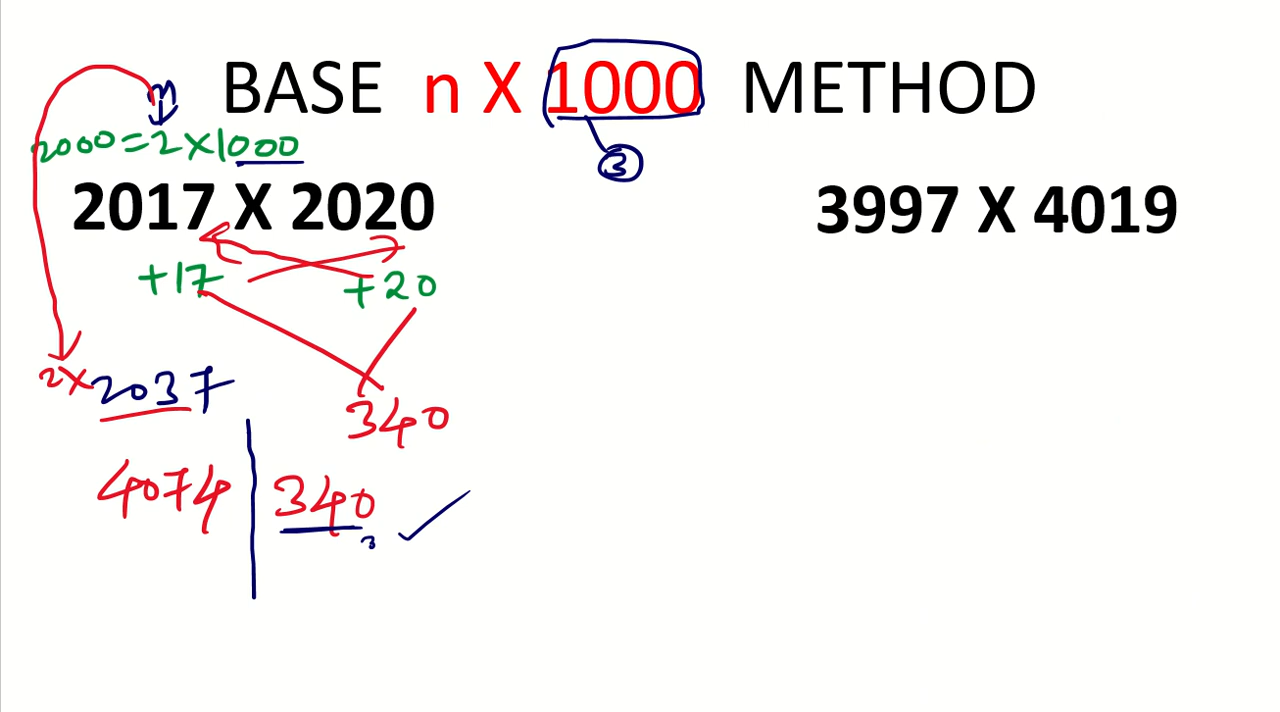 BASE n X 1000 METHOD
n
2000=2X1000
3
2017 X 2020
3997 X 4019
+17 +20
2X2037
340
4074 | 340
3